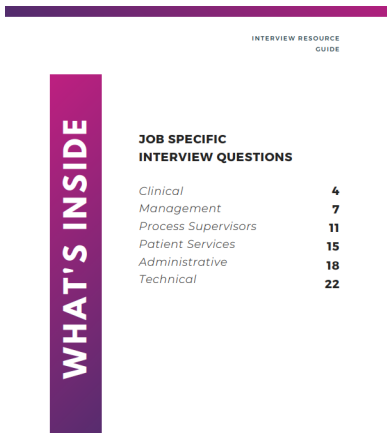 INTERVIEW RESOURCE
GUIDE
WHAT'S INSIDE
JOB SPECIFIC
INTERVIEW QUESTIONS
Clinical 4
Management 7
Process Supervisors 11
Patient Services 15
Administrative 18
Technical 22